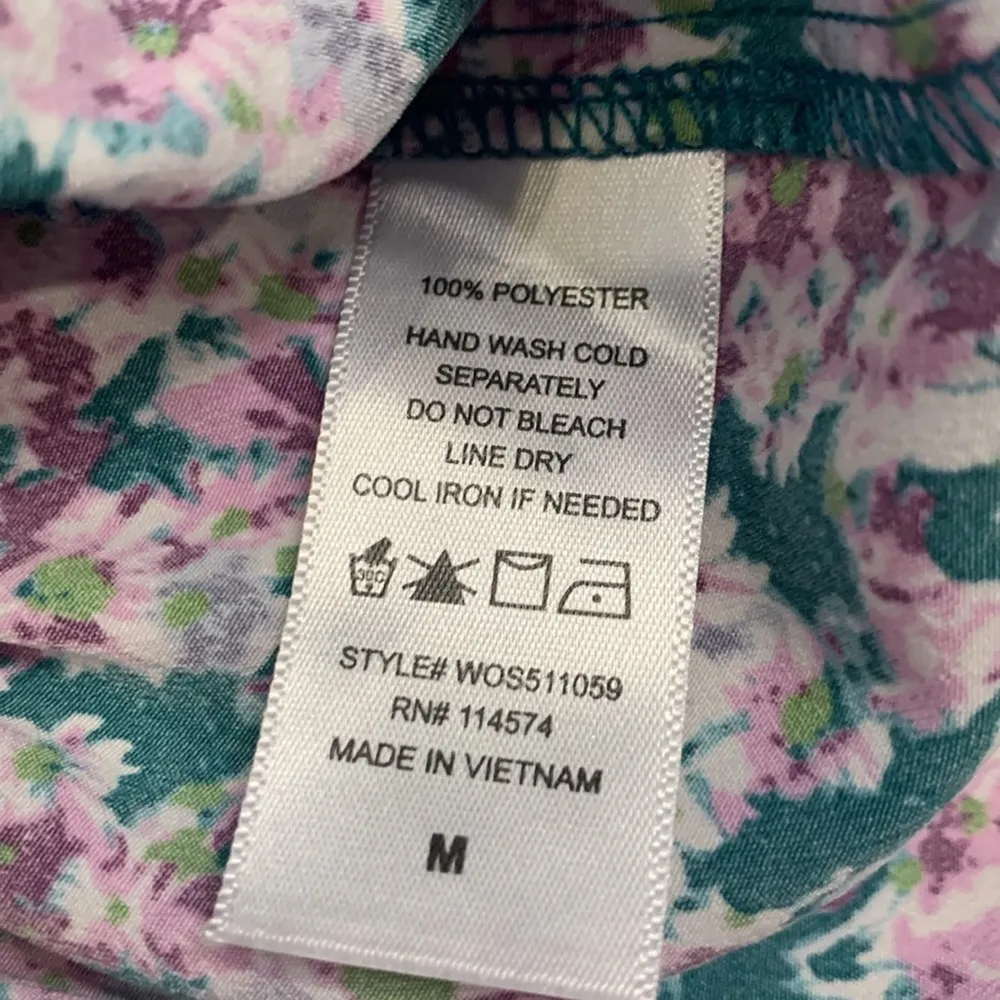 100% POLYESTER
HAND WASH COLD
SEPARATELY
DO NOT BLEACH
LINE DRY
COOL IRON IF NEEDED
30C
STYLE# WOS511059
RN# 114574
MADE IN VIETNAM
M